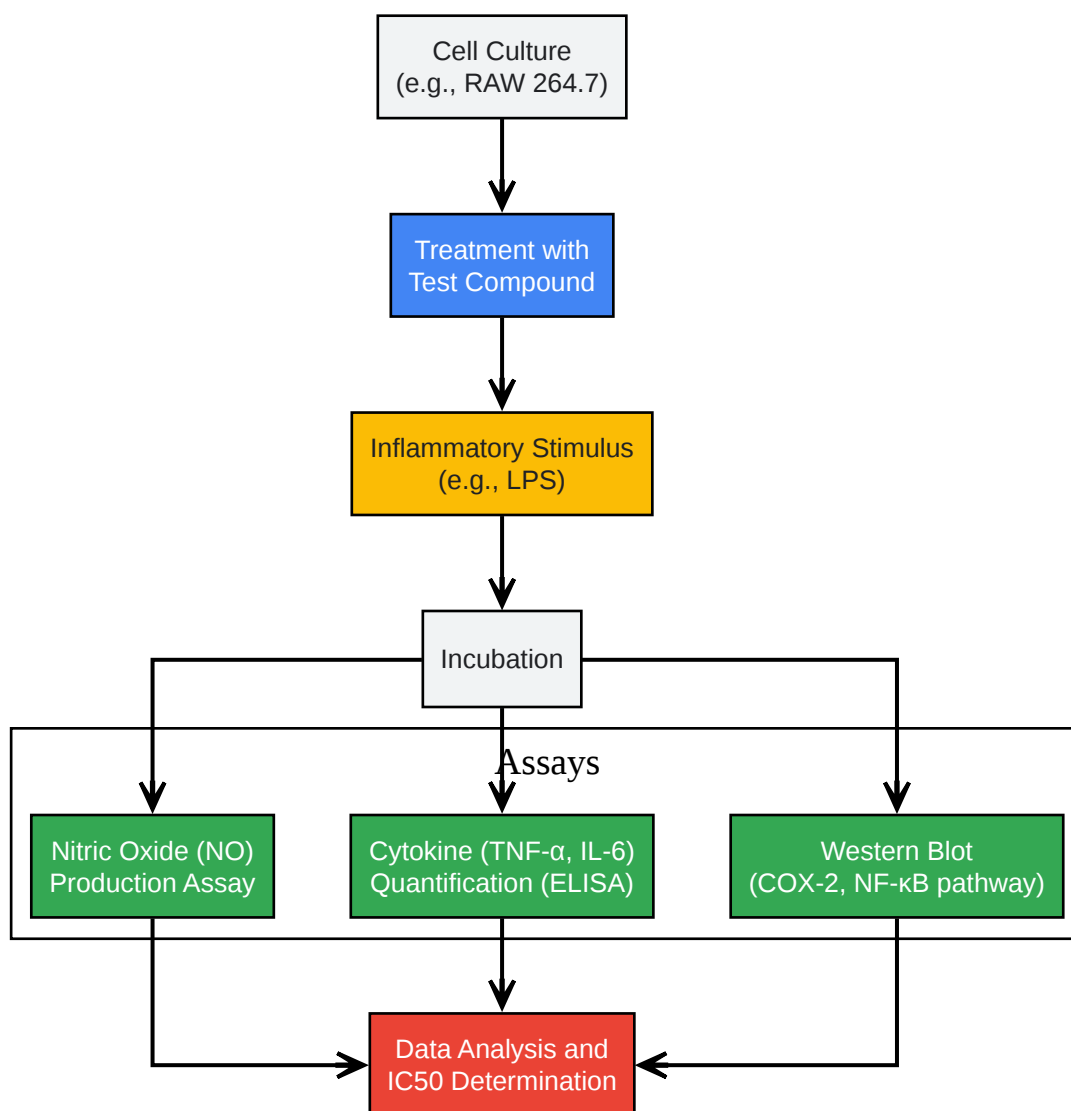 Cell Culture
(e.g., RAW 264.7)
Treatment with
Test Compound
Inflammatory Stimulus
(e.g., LPS)
Incubation
Assays
Nitric Oxide (NO)
Production Assay
Cytokine (TNF-α, IL-6)
Quantification (ELISA)
Western Blot
(COX-2, NF-κB pathway)
Data Analysis and
IC50 Determination